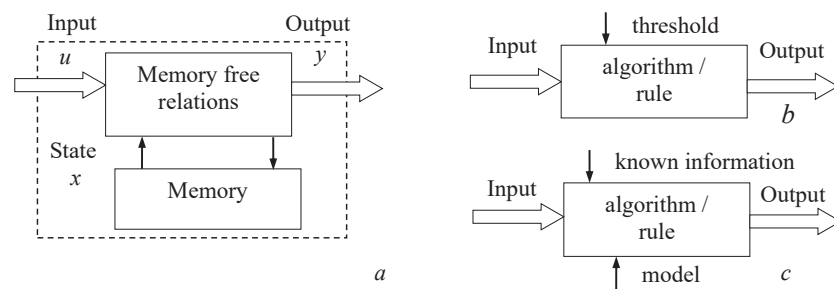 Input
Output
u
y
Memory free
relations
State
x
Memory
a
threshold
Input
Output
algorithm /
rule
b
known information
Input
Output
algorithm /
rule
model
c